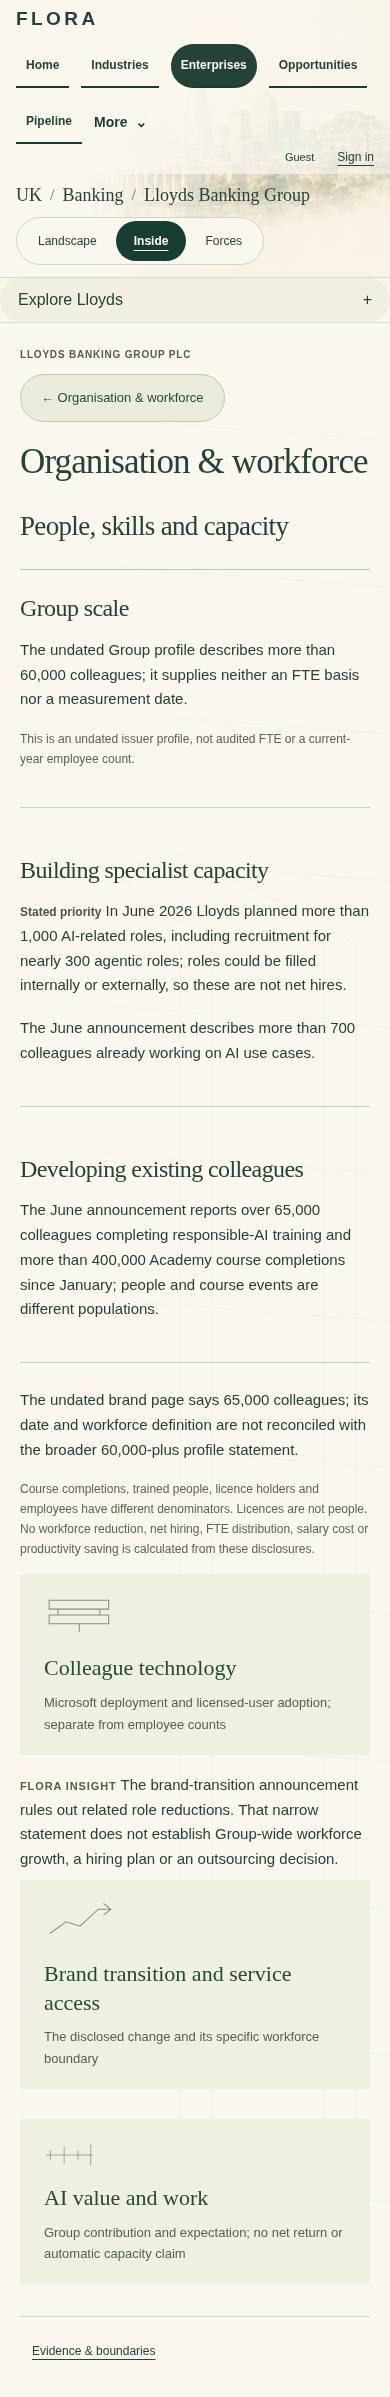 FLORA
Home Industries Enterprises Opportunities
Pipeline More
Guest Sign in
UK / Banking / Lloyds Banking Group
Landscape Inside Forces
Explore Lloyds +
LLOYDS BANKING GROUP PLC
← Organisation & workforce
Organisation & workforce
People, skills and capacity
Group scale
The undated Group profile describes more than
60,000 colleagues; it supplies neither an FTE basis
nor a measurement date.
This is an undated issuer profile, not audited FTE or a current-
year employee count.
Building specialist capacity
Stated priority In June 2026 Lloyds planned more than
1,000 AI-related roles, including recruitment for
nearly 300 agentic roles; roles could be filled
internally or externally, so these are not net hires.
The June announcement describes more than 700
colleagues already working on AI use cases.
Developing existing colleagues
The June announcement reports over 65,000
colleagues completing responsible-AI training and
more than 400,000 Academy course completions
since January; people and course events are
different populations.
The undated brand page says 65,000 colleagues; its
date and workforce definition are not reconciled with
the broader 60,000-plus profile statement.
Course completions, trained people, licence holders and
employees have different denominators. Licences are not people.
No workforce reduction, net hiring, FTE distribution, salary cost or
productivity saving is calculated from these disclosures.
Colleague technology
Microsoft deployment and licensed-user adoption;
separate from employee counts
FLORA INSIGHT The brand-transition announcement
rules out related role reductions. That narrow
statement does not establish Group-wide workforce
growth, a hiring plan or an outsourcing decision.
Brand transition and service
access
The disclosed change and its specific workforce
boundary
AI value and work
Group contribution and expectation; no net return or
automatic capacity claim
Evidence & boundaries